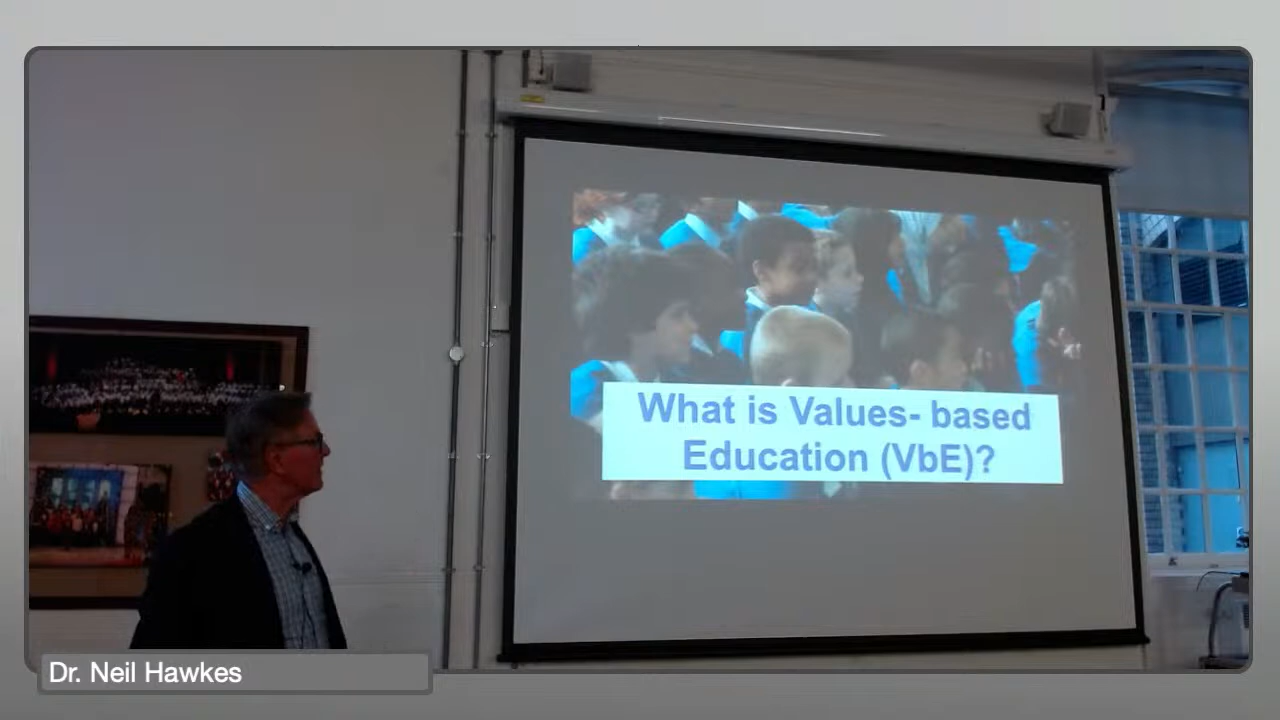 What is Values- based
Education (VbE)?
Dr. Neil Hawkes